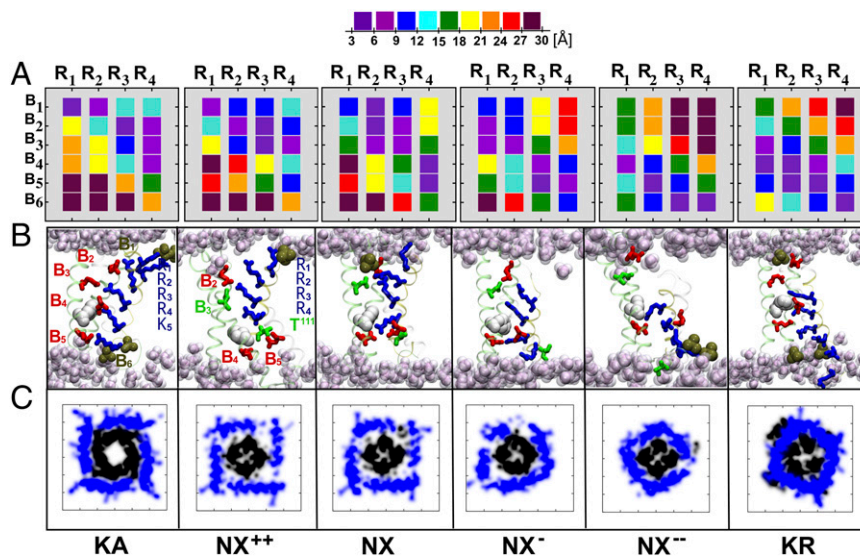 3 6 9 12 15 18 21 24 27 30 [Å]
A R1 R2 R3 R4 R1 R2 R3 R4 R1 R2 R3 R4 R1 R2 R3 R4 R1 R2 R3 R4 R1 R2 R3 R4
B1
B2
B3
B4
B5
B6
B
B1
B2
B3
B4
B5
B6
R2
R3
R4
K5
B2
B3
B4
B5
R1
R2
R3
R4
T111
C
KA NX++ NX NX- NX-- KR